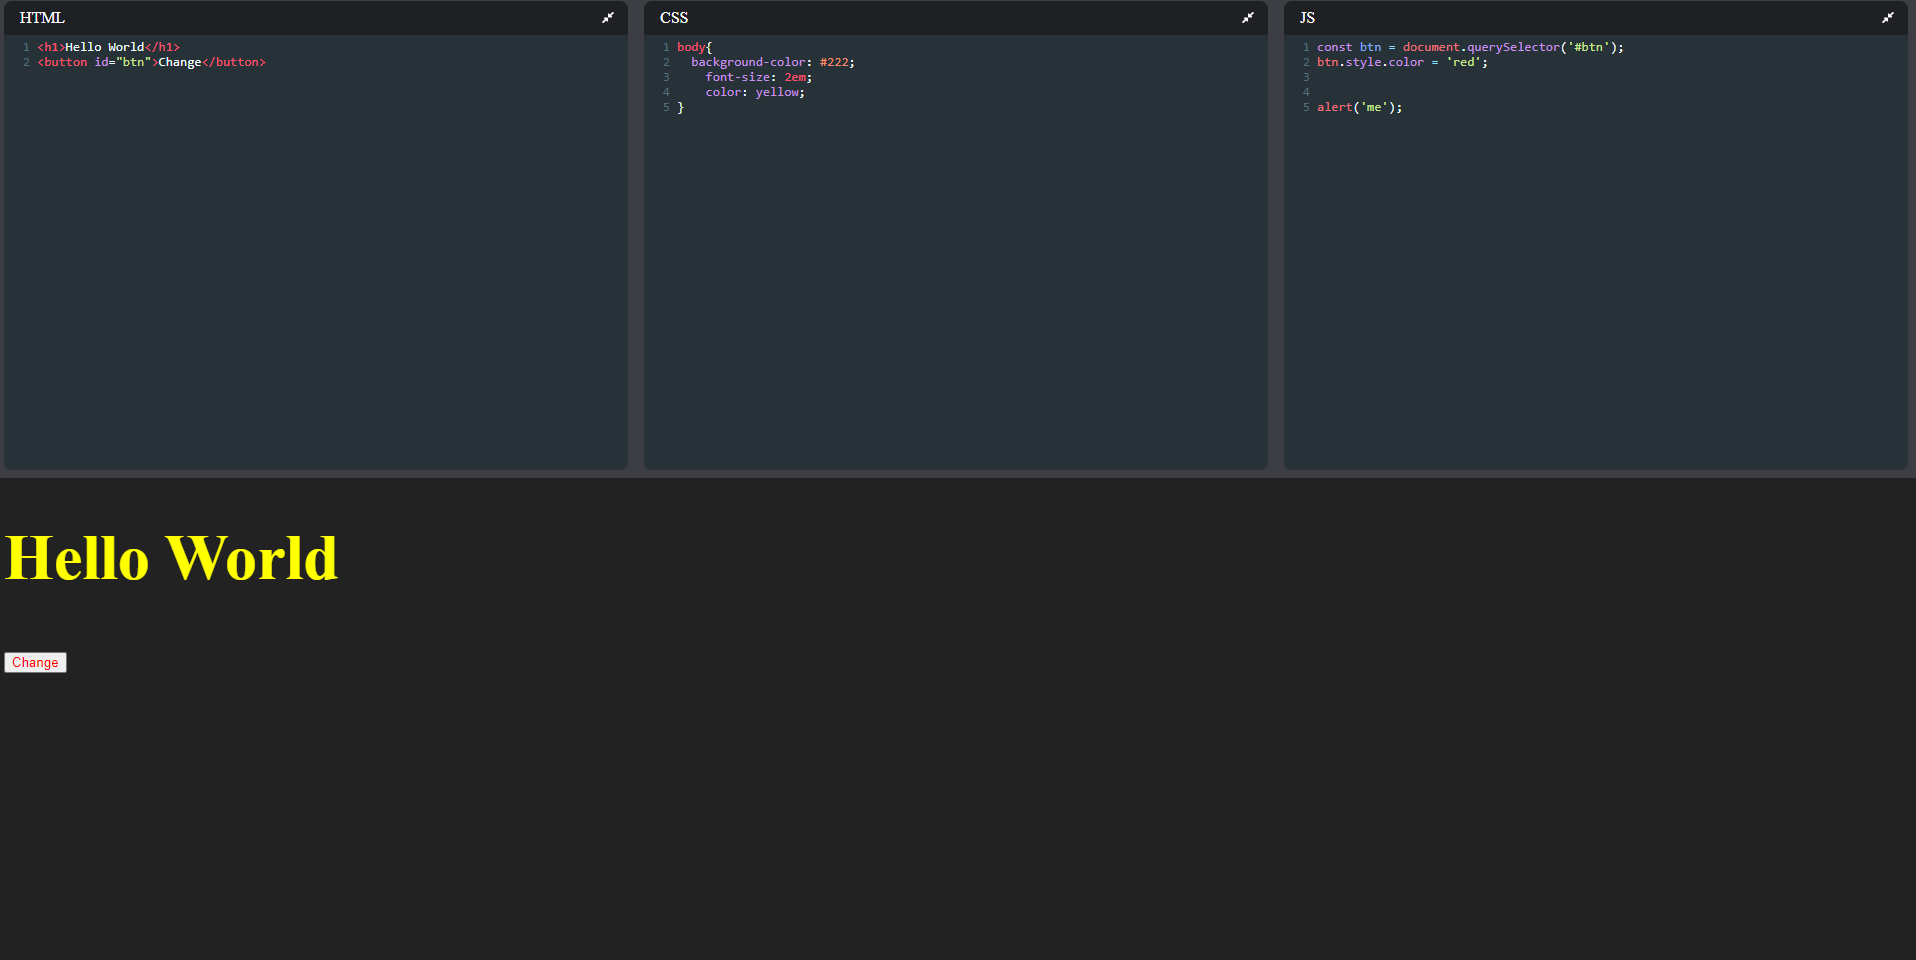 HTML
1 <h1>Hello World</h1>
2 <button id="btn">Change</button>
CSS
1 body{
2   background-color: #222;
3     font-size: 2em;
4     color: yellow;
5 }
JS
1 const btn = document.querySelector('#btn');
2 btn.style.color = 'red';
3
4
5 alert('me');
Hello World
Change